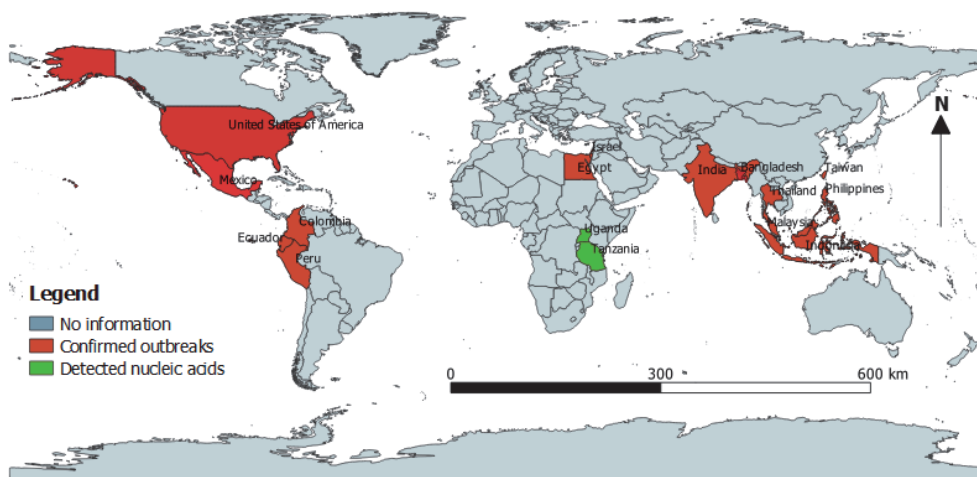 N
United States of America
Israel
Egypt
India
Bangladesh
Taiwan
Mexico
Thailand
Philippines
Colombia
Malaysia
Uganda
Ecuador
Indonesia
Tanzania
Peru
Legend
No information
Confirmed outbreaks
Detected nucleic acids
0 300 600 km